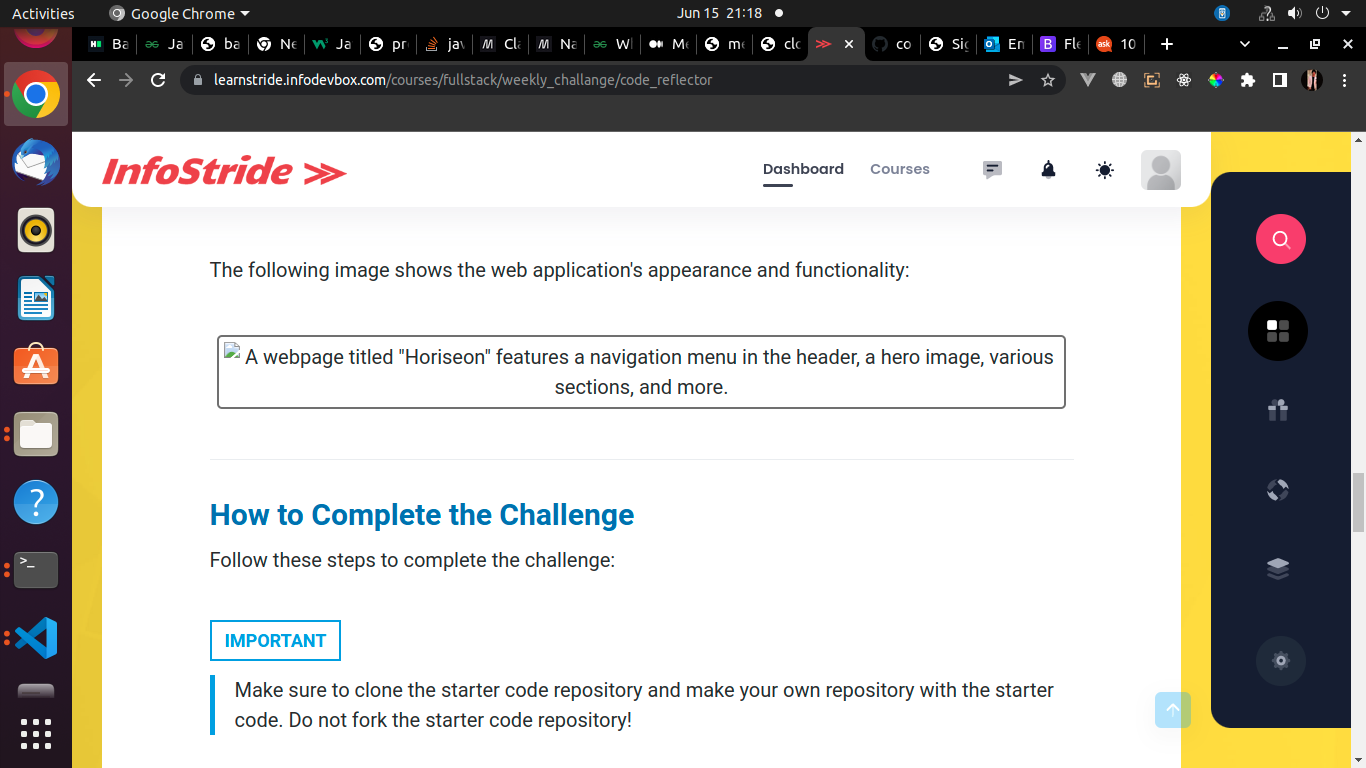 Activities
Google Chrome
Jun 15 21:18
Ba
Ja
ba
Ne
Ja
pr
jav
Cla
Na
Wl
Me
me
clo
co
Sig
Em
Fle
10
learnstride.infodevbox.com/courses/fullstack/weekly_challange/code_reflector
InfoStride
Dashboard
Courses
The following image shows the web application's appearance and functionality:
A webpage titled "Horiseon" features a navigation menu in the header, a hero image, various
sections, and more.
How to Complete the Challenge
Follow these steps to complete the challenge:
IMPORTANT
Make sure to clone the starter code repository and make your own repository with the starter
code. Do not fork the starter code repository!